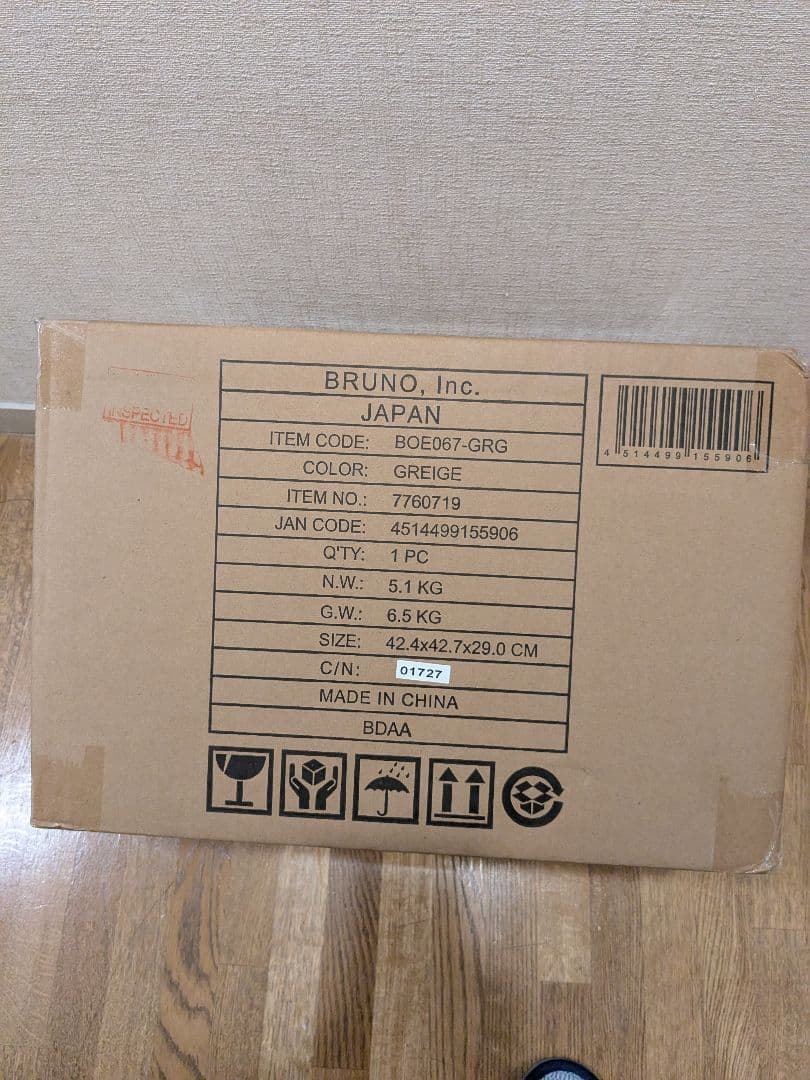 BRUNO, Inc.
JAPAN
ITEM CODE: BOE067-GRG
COLOR: GREIGE
ITEM NO.: 7760719
JAN CODE: 4514499155906
Q'TY: 1 PC
N.W.: 5.1 KG
G.W.: 6.5 KG
SIZE: 42.4x42.7x29.0 CM
C/N: 01727
MADE IN CHINA
BDAA
4 514499 155906
INSPECTED